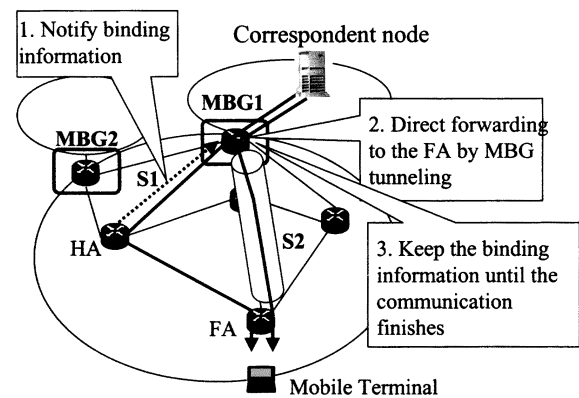 1. Notify binding
information
Correspondent node
MBG1
MBG2
2. Direct forwarding
to the FA by MBG
tunneling
S1
HA
S2
3. Keep the binding
information until the
communication
finishes
FA
Mobile Terminal